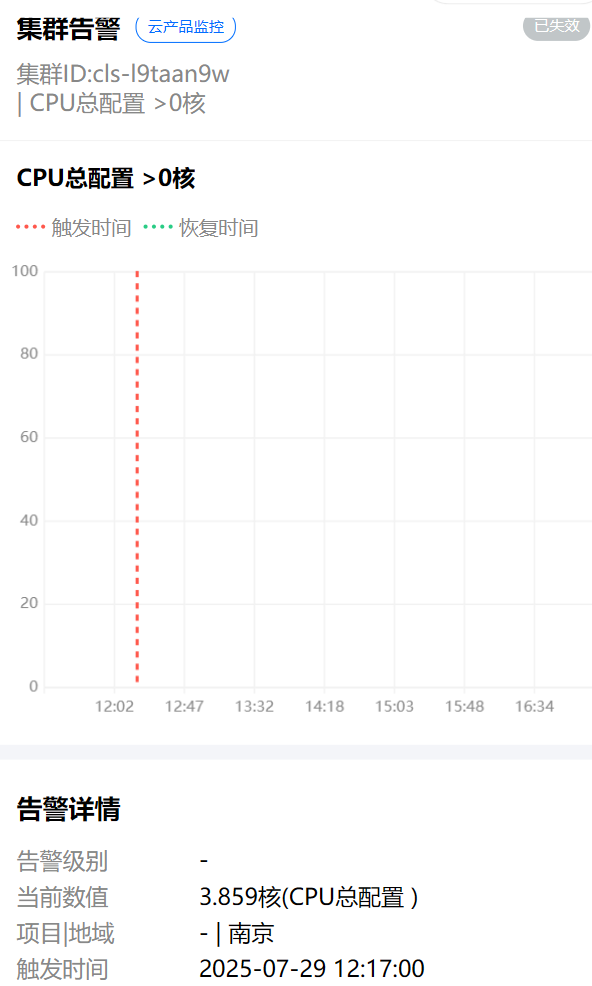 集群告警 云产品监控 已失效
集群ID:cls-l9taan9w
| CPU总配置 >0核
CPU总配置 >0核
触发时间 恢复时间
100
80
60
40
20
0
12:02 12:47 13:32 14:18 15:03 15:48 16:34
告警详情
告警级别 -
当前数值 3.859核(CPU总配置 )
项目|地域 - | 南京
触发时间 2025-07-29 12:17:00